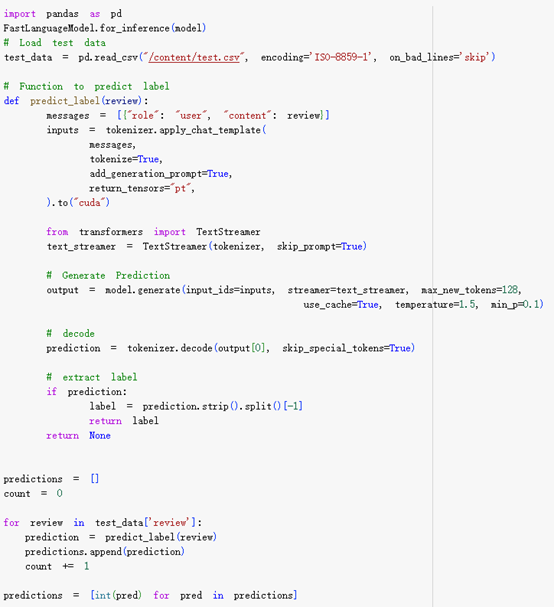 import pandas as pd
FastLanguageModel.for_inference(model)
# Load test data
test_data = pd.read_csv("/content/test.csv", encoding='ISO-8859-1', on_bad_lines='skip')

# Function to predict label
def predict_label(review):
        messages = [{"role": "user", "content": review}]
        inputs = tokenizer.apply_chat_template(
                messages,
                tokenize=True,
                add_generation_prompt=True,
                return_tensors="pt",
        ).to("cuda")

        from transformers import TextStreamer
        text_streamer = TextStreamer(tokenizer, skip_prompt=True)

        # Generate Prediction
        output = model.generate(input_ids=inputs, streamer=text_streamer, max_new_tokens=128,
                                                        use_cache=True, temperature=1.5, min_p=0.1)

        # decode
        prediction = tokenizer.decode(output[0], skip_special_tokens=True)

        # extract label
        if prediction:
                label = prediction.strip().split()[-1]
                return label
        return None


predictions = []
count = 0

for review in test_data['review']:
    prediction = predict_label(review)
    predictions.append(prediction)
    count += 1

predictions = [int(pred) for pred in predictions]